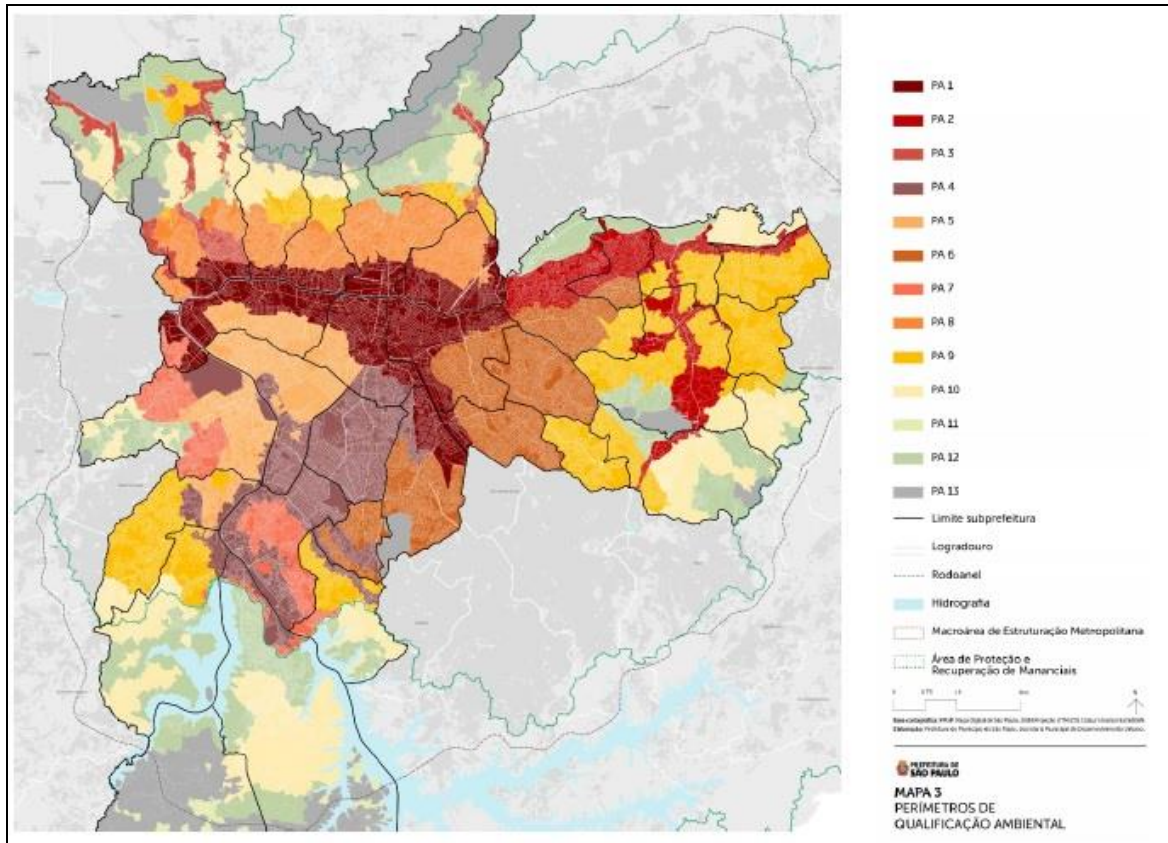 PA 1
PA 2
PA 3
PA 4
PA 5
PA 6
PA 7
PA 8
PA 9
PA 10
PA 11
PA 12
PA 13
Limite subprefeitura
Logradouro
Rodoanel
Hidrografia
Macroárea de Estruturação Metropolitana
Área de Proteção e
Recuperação de Mananciais
N
PREFEITURA DE
SÃO PAULO
MAPA 3
PERÍMETROS DE
QUALIFICAÇÃO AMBIENTAL